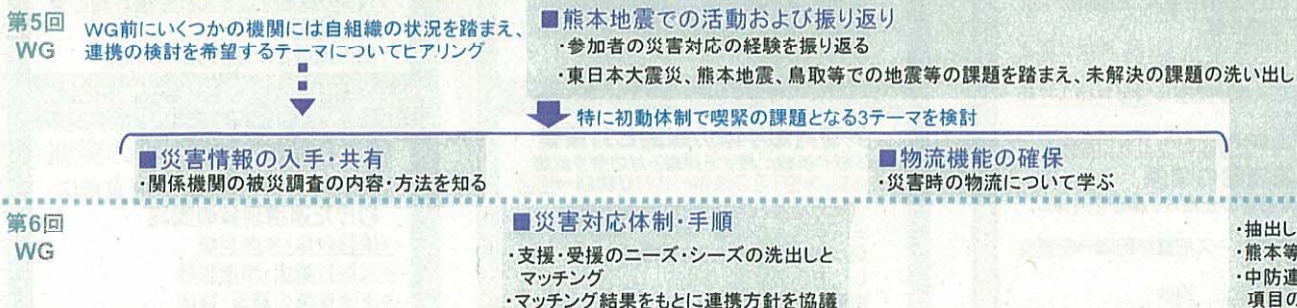 第5回
WG
WG前にいくつかの機関には自組織の状況を踏まえ、
連携の検討を希望するテーマについてヒアリング
■熊本地震での活動および振り返り
・参加者の災害対応の経験を振り返る
・東日本大震災、熊本地震、鳥取等での地震等の課題を踏まえ、未解決の課題の洗い出し
特に初動体制で喫緊の課題となる3テーマを検討
■災害情報の入手・共有
・関係機関の被災調査の内容・方法を知る
■物流機能の確保
・災害時の物流について学ぶ
第6回
WG
■災害対応体制・手順
・支援・受援のニーズ・シーズの洗出しと
マッチング
・マッチング結果をもとに連携方針を協議
・抽出し
・熊本等
・中防連
項目の